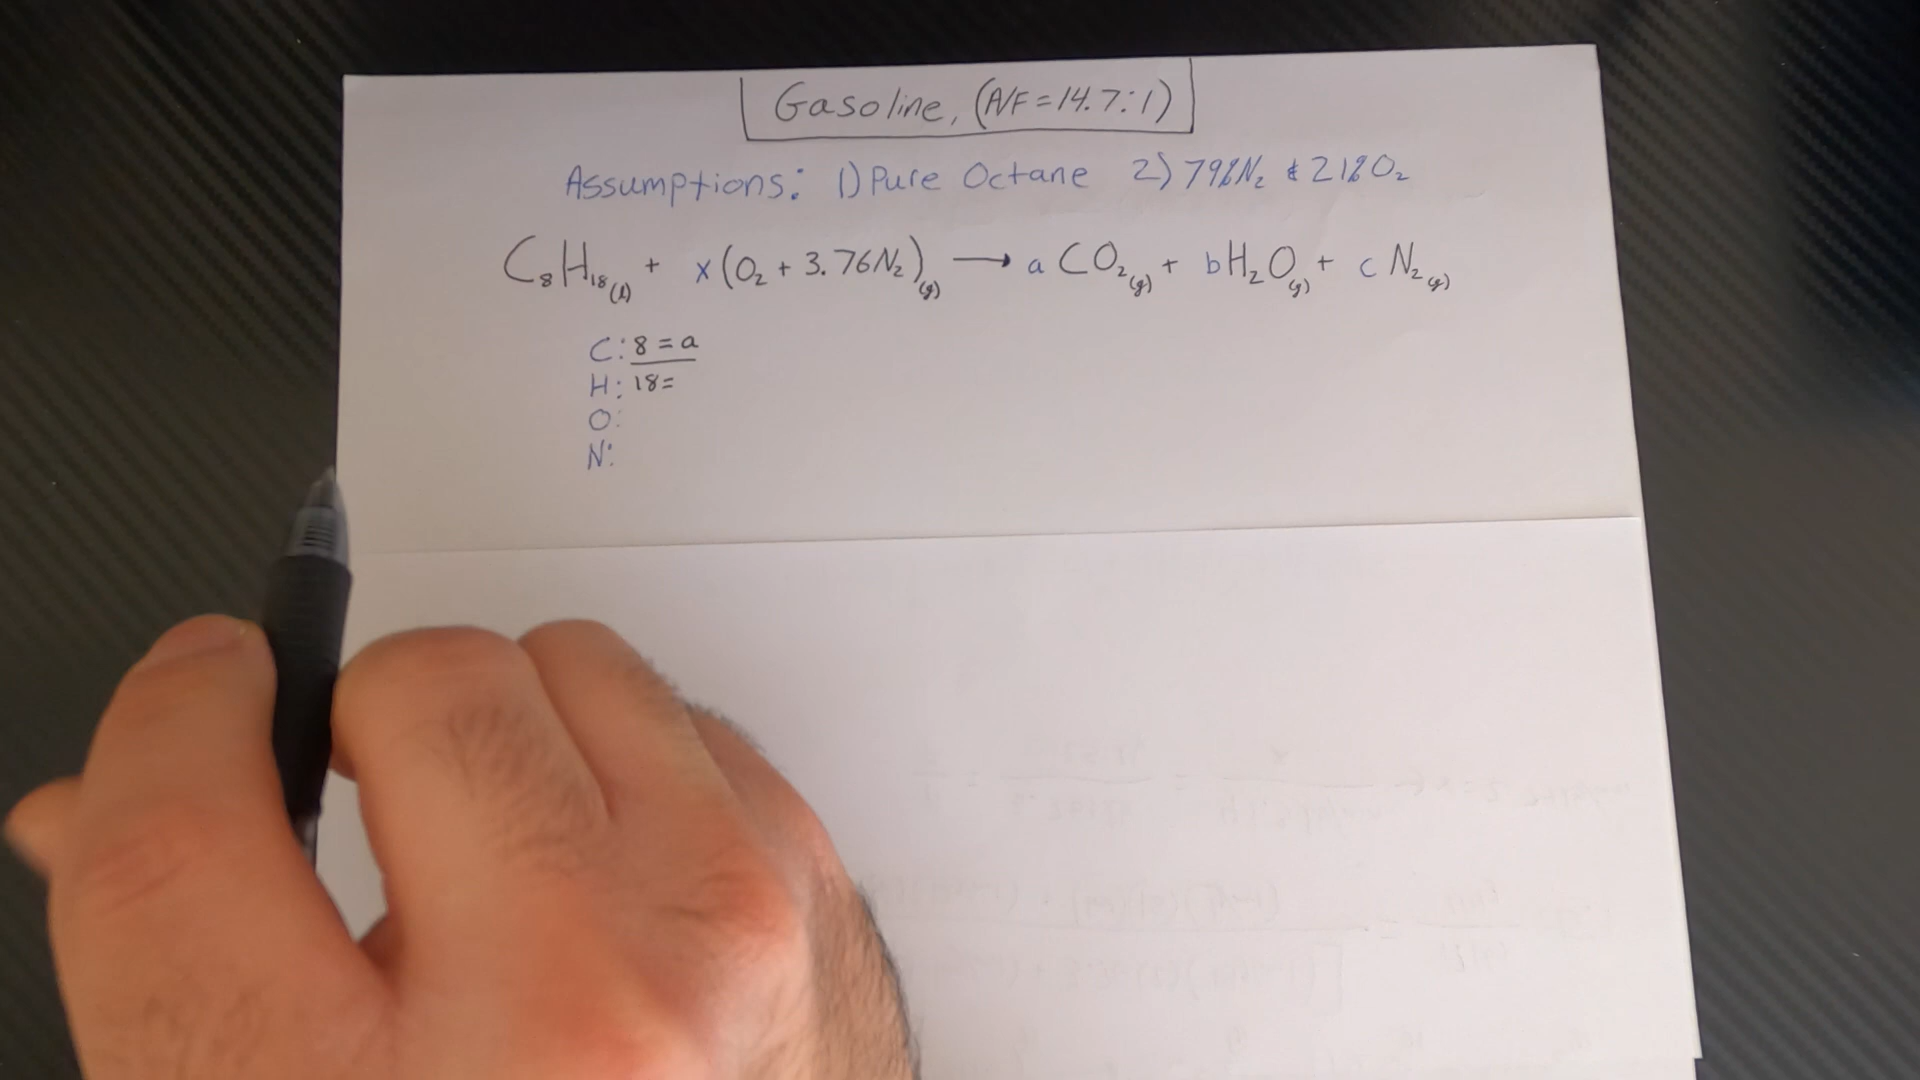 Gasoline, (A/F = 14.7:1)
Assumptions: 1) Pure Octane 2) 79% N₂ & 21% O₂
C₈H₁₈(l) + x(O₂ + 3.76N₂)(g) → a CO₂(g) + bH₂O(g) + c N₂(g)
C: 8 = a
H: 18 =
O:
N: